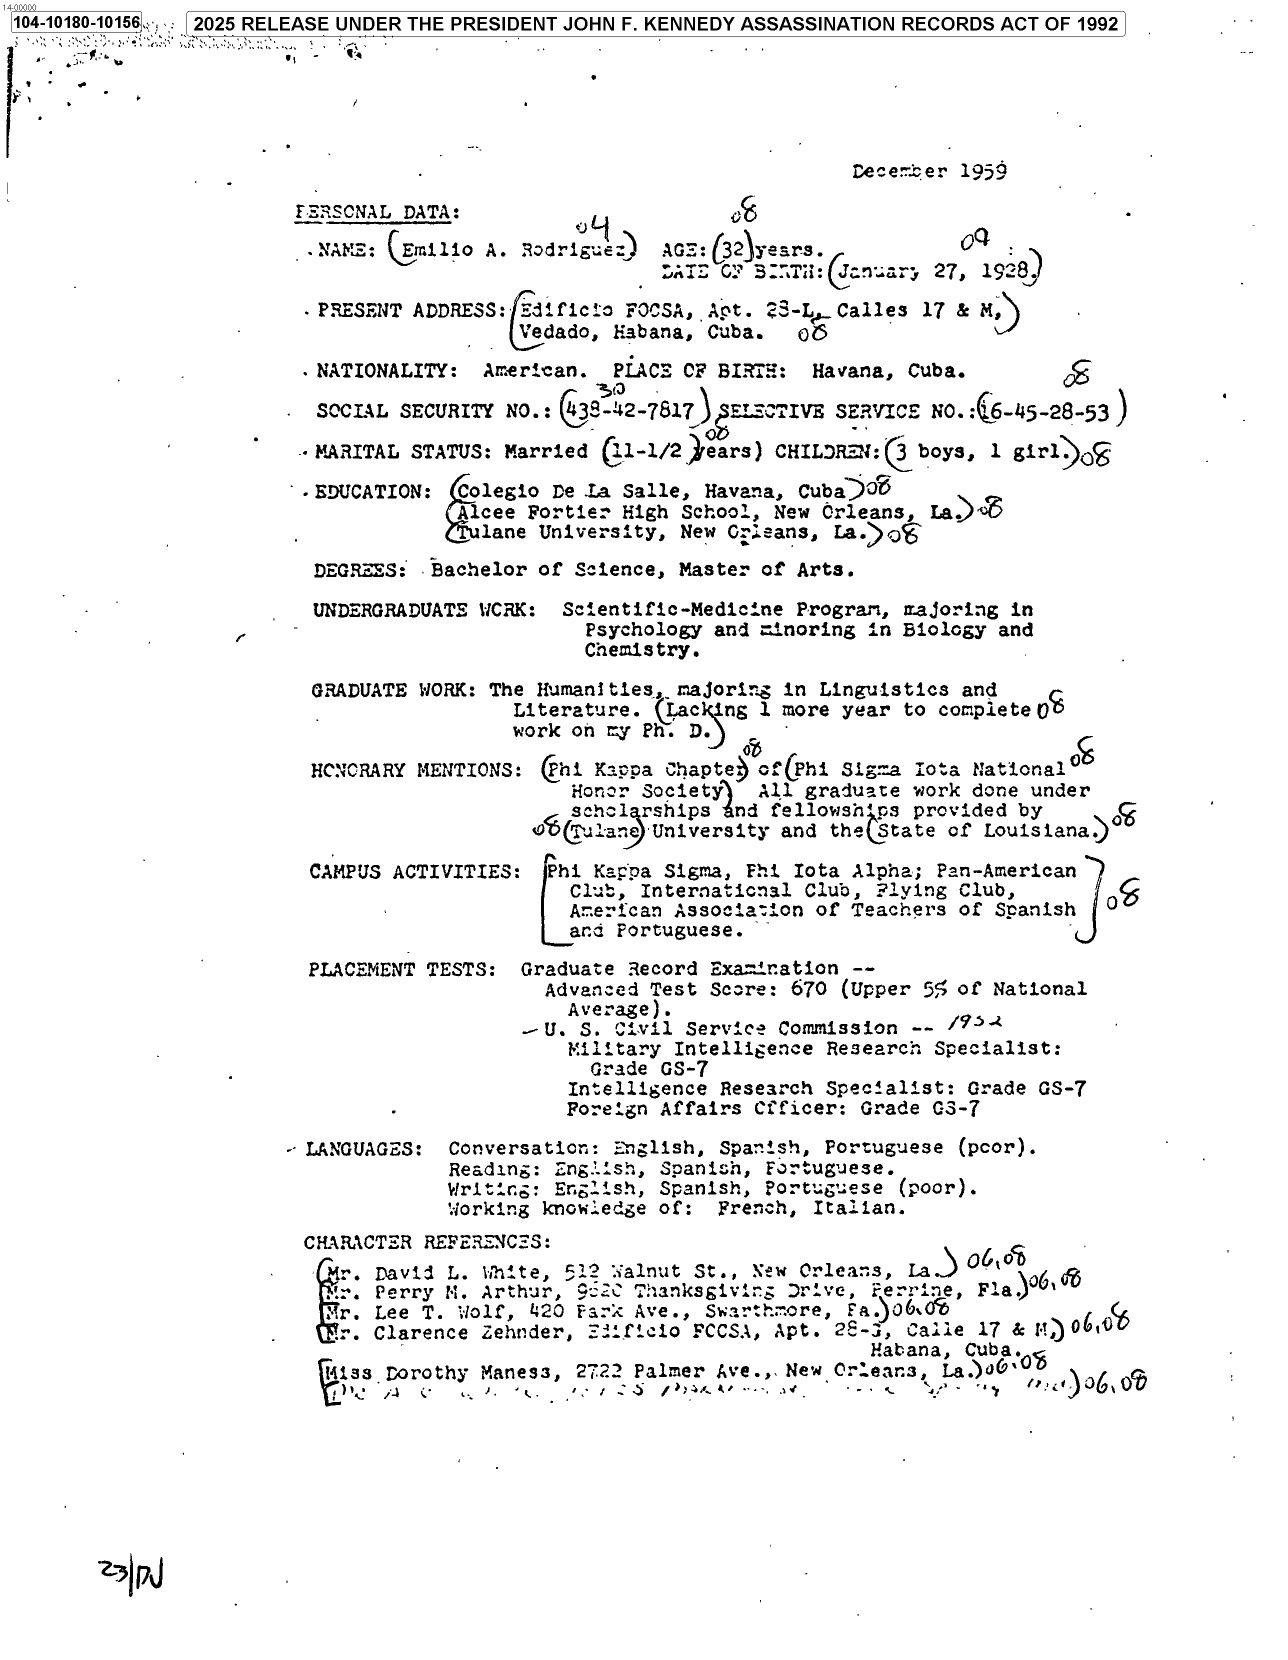 14-00000
104-10180-10156 2025 RELEASE UNDER THE PRESIDENT JOHN F. KENNEDY ASSASSINATION RECORDS ACT OF 1992
December 1959
PERSONAL DATA:
04 08
NAME: (Emilio A. Rodriguez) AGE: (32) years. 09
DATE OF BIRTH: (January 27, 1928)
PRESENT ADDRESS: (Edificio FOCSA, Apt. 28-L, Calles 17 & M,
Vedado, Habana, Cuba.) 08
NATIONALITY: American. PLACE OF BIRTH: Havana, Cuba. 08
30
SOCIAL SECURITY NO.: (438-42-7817) SELECTIVE SERVICE NO.: (16-45-28-53)
08
MARITAL STATUS: Married (11-1/2 years) CHILDREN: (3 boys, 1 girl.) 08
EDUCATION: (Colegio De La Salle, Havana, Cuba) 08
(Alcee Fortier High School, New Orleans, La.) 08
(Tulane University, New Orleans, La.) 08
DEGREES: Bachelor of Science, Master of Arts.
UNDERGRADUATE WORK: Scientific-Medicine Program, majoring in
Psychology and minoring in Biology and
Chemistry.
GRADUATE WORK: The Humanities, majoring in Linguistics and
Literature. (Lacking 1 more year to complete 08
work on my Ph. D.)
08
HONORARY MENTIONS: (Phi Kappa Chapter) of (Phi Sigma Iota National 08
Honor Society) All graduate work done under
scholarships and fellowships provided by
08 (Tulane) University and the (State of Louisiana.) 08
CAMPUS ACTIVITIES: [Phi Kappa Sigma, Phi Iota Alpha; Pan-American
Club, International Club, Flying Club,
American Association of Teachers of Spanish 08
and Portuguese.]
PLACEMENT TESTS: Graduate Record Examination --
Advanced Test Score: 670 (Upper 5% of National
Average).
U. S. Civil Service Commission -- 1952
Military Intelligence Research Specialist:
Grade GS-7
Intelligence Research Specialist: Grade GS-7
Foreign Affairs Officer: Grade GS-7
LANGUAGES: Conversation: English, Spanish, Portuguese (poor).
Reading: English, Spanish, Portuguese.
Writing: English, Spanish, Portuguese (poor).
Working knowledge of: French, Italian.
CHARACTER REFERENCES:
(Mr. David L. White, 512 Walnut St., New Orleans, La.) 06,08
(Mr. Perry M. Arthur, Thanksgiving Drive, Perrine, Fla.) 06,08
(Mr. Lee T. Wolf, 420 Park Ave., Swarthmore, Pa.) 06,08
(Mr. Clarence Zehnder, Edificio FOCSA, Apt. 28-J, Calle 17 & M,) 06,08
Habana, Cuba.
(Miss Dorothy Maness, 2722 Palmer Ave., New Orleans, La.) 06,08
06,08
23/PJ